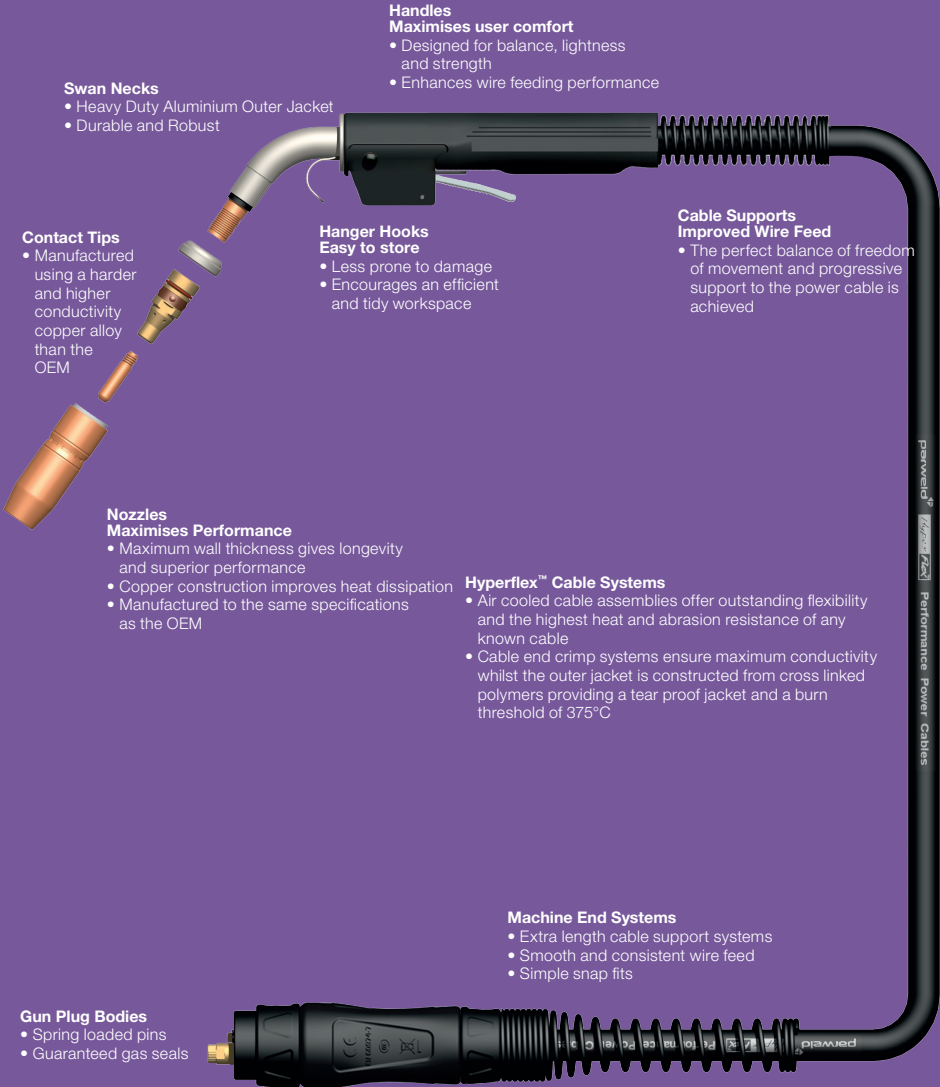 Handles
Maximises user comfort
• Designed for balance, lightness
and strength
• Enhances wire feeding performance
Swan Necks
• Heavy Duty Aluminium Outer Jacket
• Durable and Robust
Contact Tips
• Manufactured
using a harder
and higher
conductivity
copper alloy
than the
OEM
Hanger Hooks
Easy to store
• Less prone to damage
• Encourages an efficient
and tidy workspace
Cable Supports
Improved Wire Feed
• The perfect balance of freedom
of movement and progressive
support to the power cable is
achieved
Nozzles
Maximises Performance
• Maximum wall thickness gives longevity
and superior performance
• Copper construction improves heat dissipation
• Manufactured to the same specifications
as the OEM
Hyperflex™ Cable Systems
• Air cooled cable assemblies offer outstanding flexibility
and the highest heat and abrasion resistance of any
known cable
• Cable end crimp systems ensure maximum conductivity
whilst the outer jacket is constructed from cross linked
polymers providing a tear proof jacket and a burn
threshold of 375°C
parweld HyperFlex Performance Power Cables
Machine End Systems
• Extra length cable support systems
• Smooth and consistent wire feed
• Simple snap fits
Gun Plug Bodies
• Spring loaded pins
• Guaranteed gas seals
CE
parweld